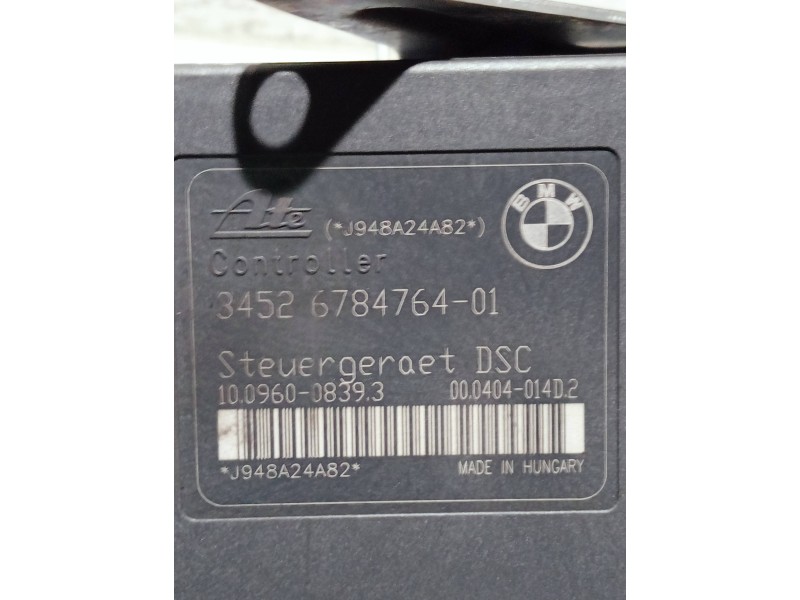 Ate (*J948A24A82*) BMW
Controller
3452 6784764-01
Steuergeraet DSC
10.0960-0839.3 00.0404-014D.2
*J948A24A82* MADE IN HUNGARY